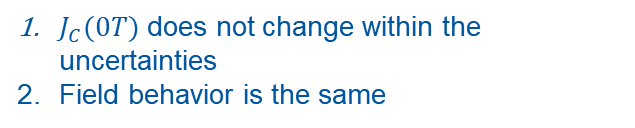 1. J_C(0T) does not change within the
uncertainties
2. Field behavior is the same